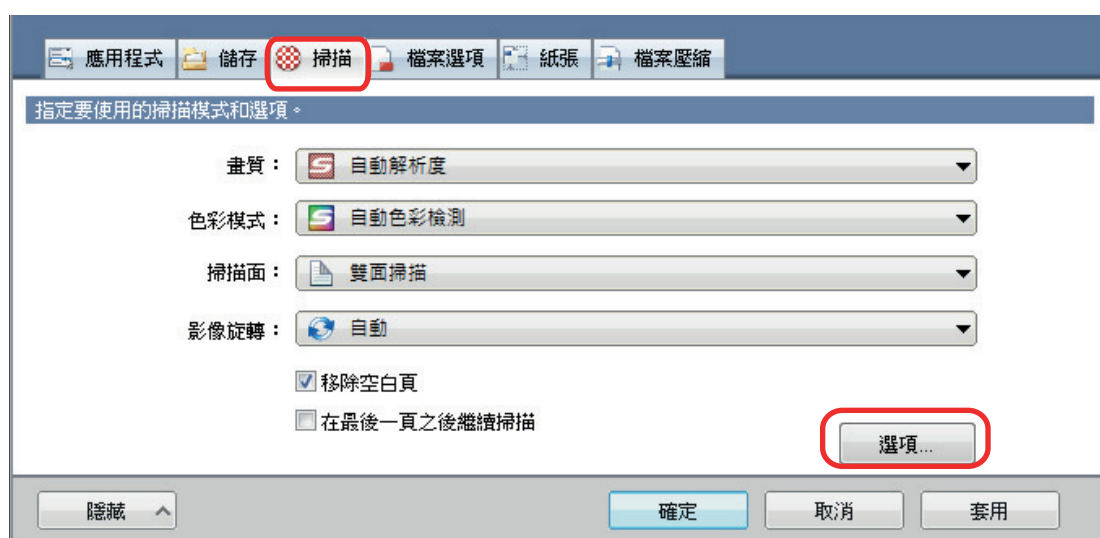 應用程式 儲存 掃描 檔案選項 紙張 檔案壓縮
指定要使用的掃描模式和選項。
畫質： 自動解析度
色彩模式： 自動色彩檢測
掃描面： 雙面掃描
影像旋轉： 自動
移除空白頁
在最後一頁之後繼續掃描
選項...
隱藏 確定 取消 套用